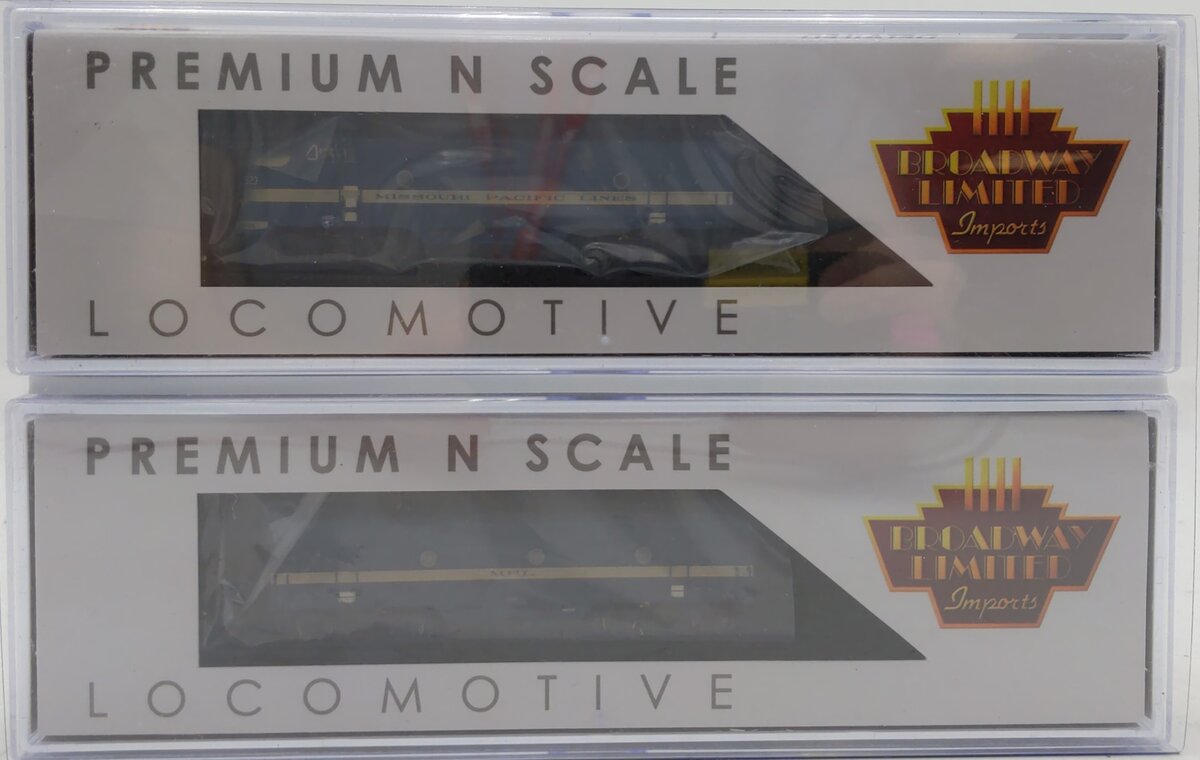 PREMIUM N SCALE
BROADWAY
LIMITED
Imports
MISSOURI PACIFIC LINES
LOCOMOTIVE
PREMIUM N SCALE
BROADWAY
LIMITED
Imports
LOCOMOTIVE